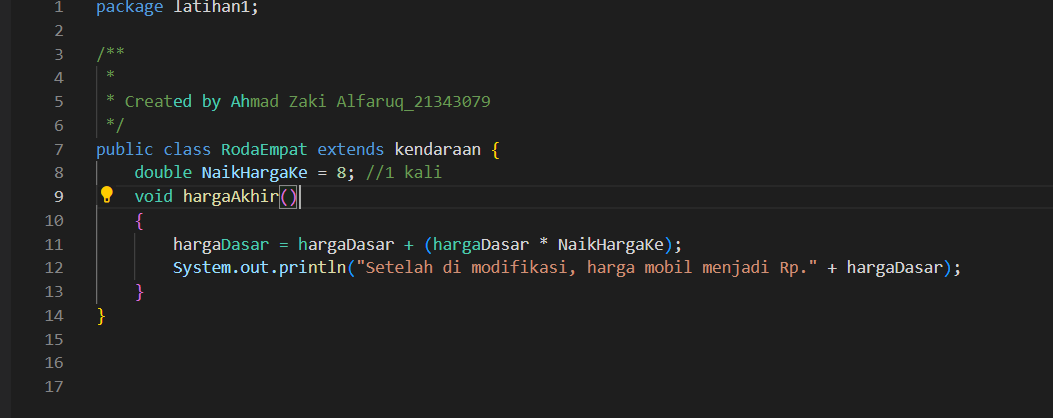 1 package latihan1;
2
3 /**
4 *
5 * Created by Ahmad Zaki Alfaruq_21343079
6 */
7 public class RodaEmpat extends kendaraan {
8 double NaikHargaKe = 8; //1 kali
9 void hargaAkhir()
10 {
11 hargaDasar = hargaDasar + (hargaDasar * NaikHargaKe);
12 System.out.println("Setelah di modifikasi, harga mobil menjadi Rp." + hargaDasar);
13 }
14 }
15
16
17